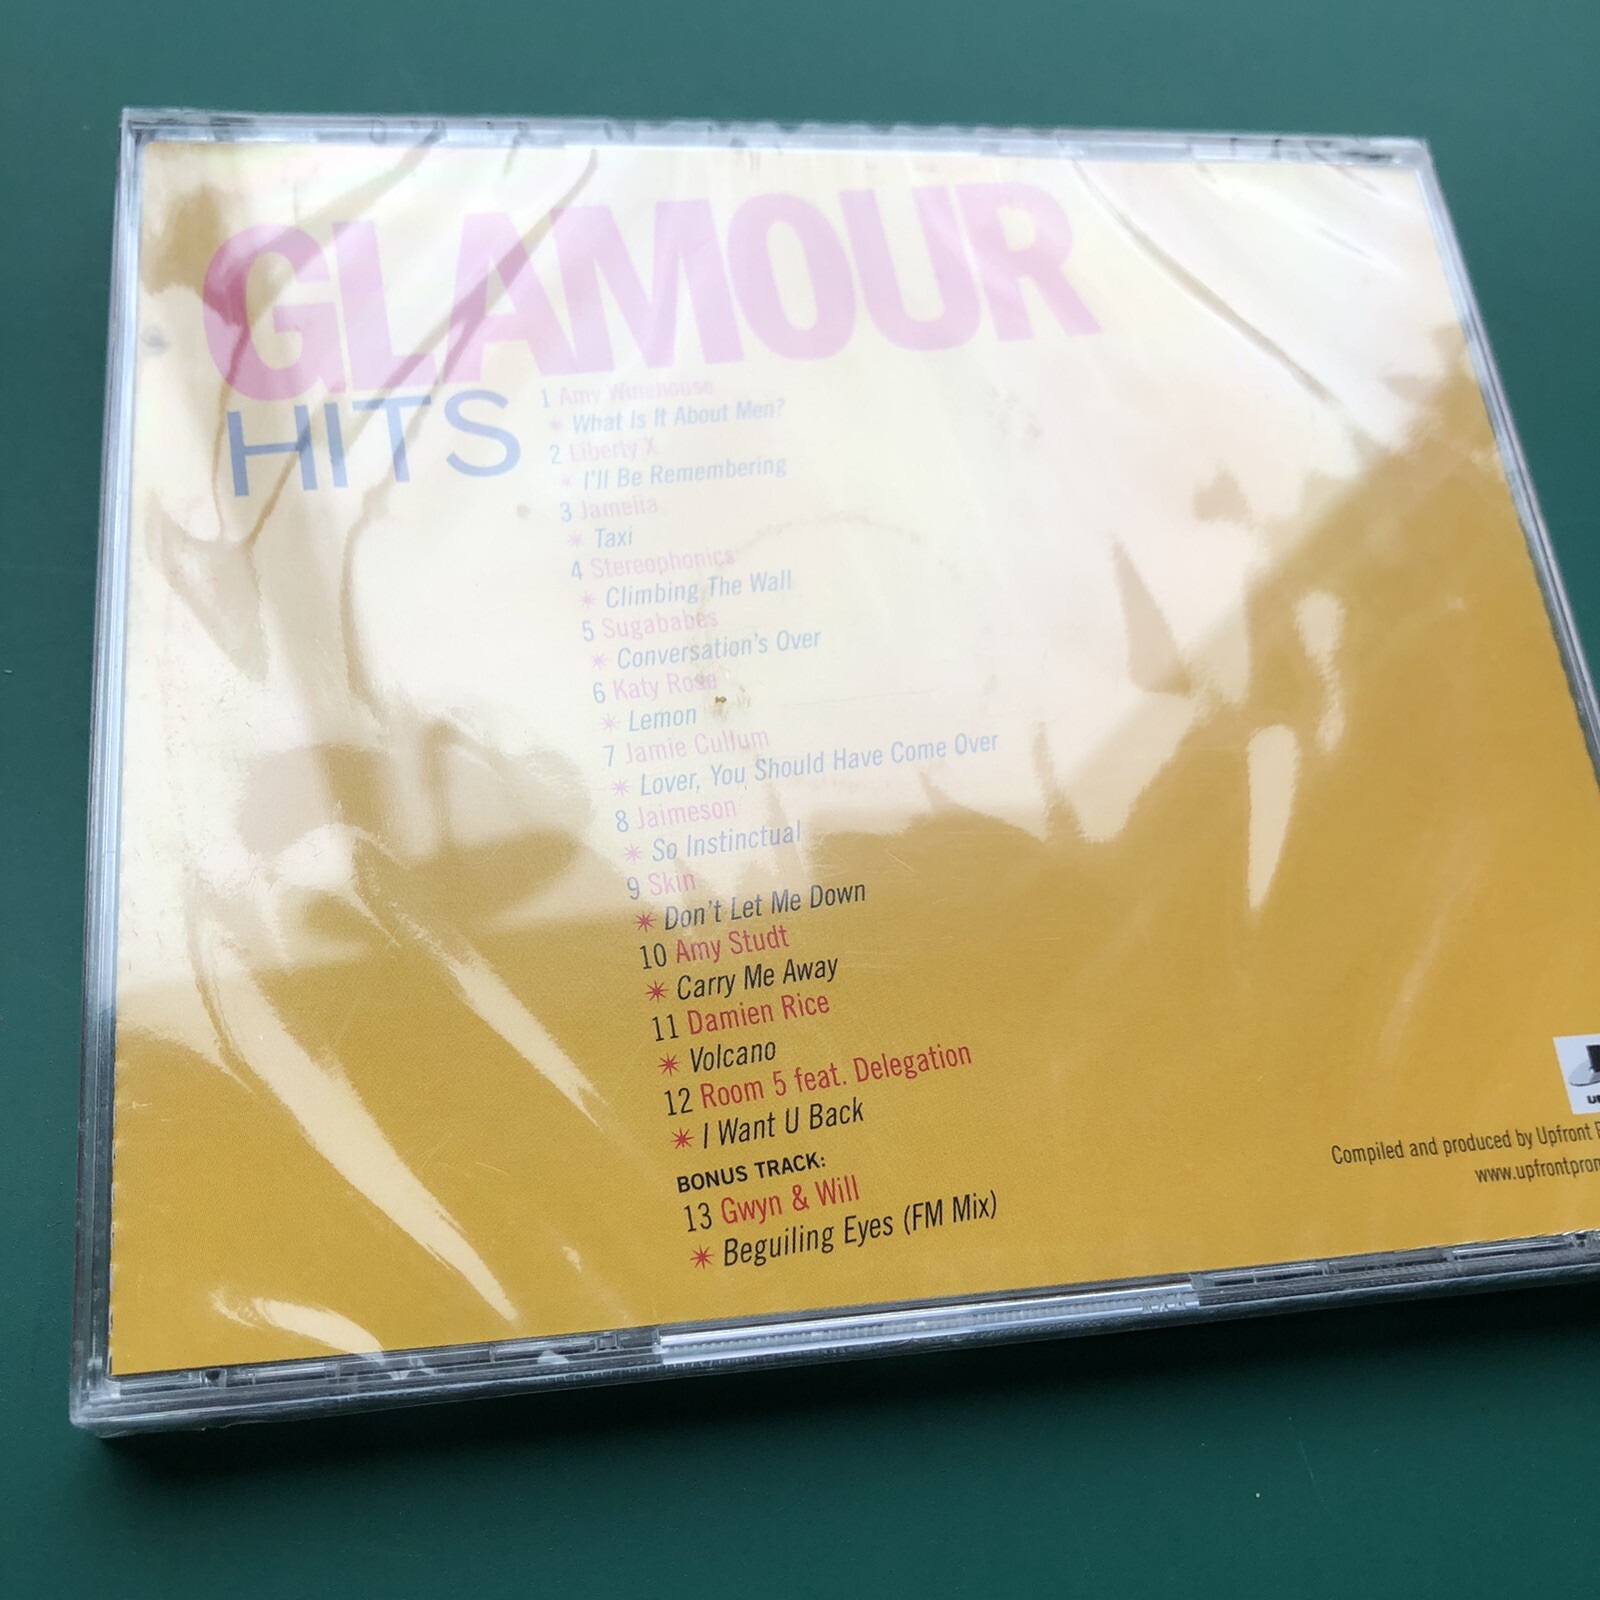 GLAMOUR
HITS
1 Amy Winehouse
* What Is It About Men?
2 Liberty X
* I'll Be Remembering
3 Jamelia
* Taxi
4 Stereophonics
* Climbing The Wall
5 Sugababes
* Conversation's Over
6 Katy Rose
* Lemon
7 Jamie Cullum
* Lover, You Should Have Come Over
8 Jaimeson
* So Instinctual
9 Skin
* Don't Let Me Down
10 Amy Studt
* Carry Me Away
11 Damien Rice
* Volcano
12 Room 5 feat. Delegation
* I Want U Back
BONUS TRACK:
13 Gwyn & Will
* Beguiling Eyes (FM Mix)
Compiled and produced by Upfront
www.upfrontpro